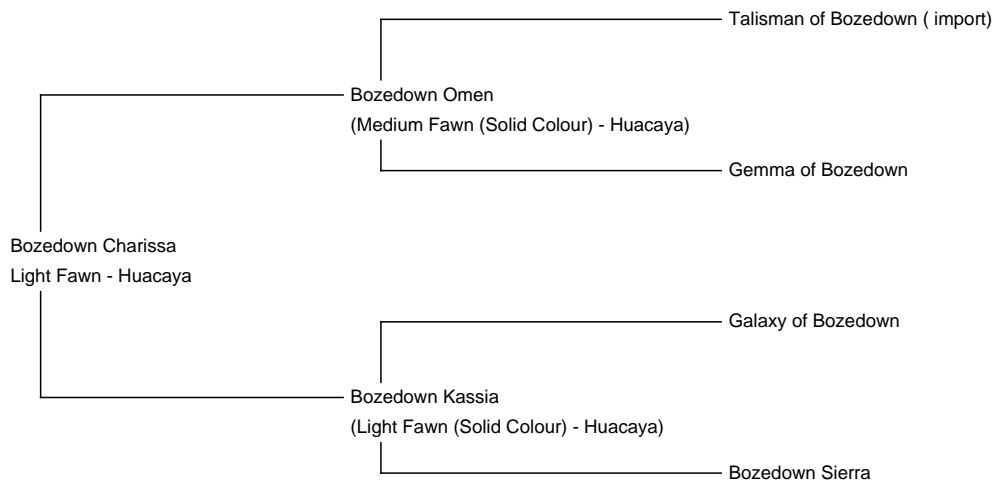 Talisman of Bozedown ( import)
Bozedown Omen
(Medium Fawn (Solid Colour) - Huacaya)
Gemma of Bozedown
Bozedown Charissa
Light Fawn - Huacaya
Galaxy of Bozedown
Bozedown Kassia
(Light Fawn (Solid Colour) - Huacaya)
Bozedown Sierra